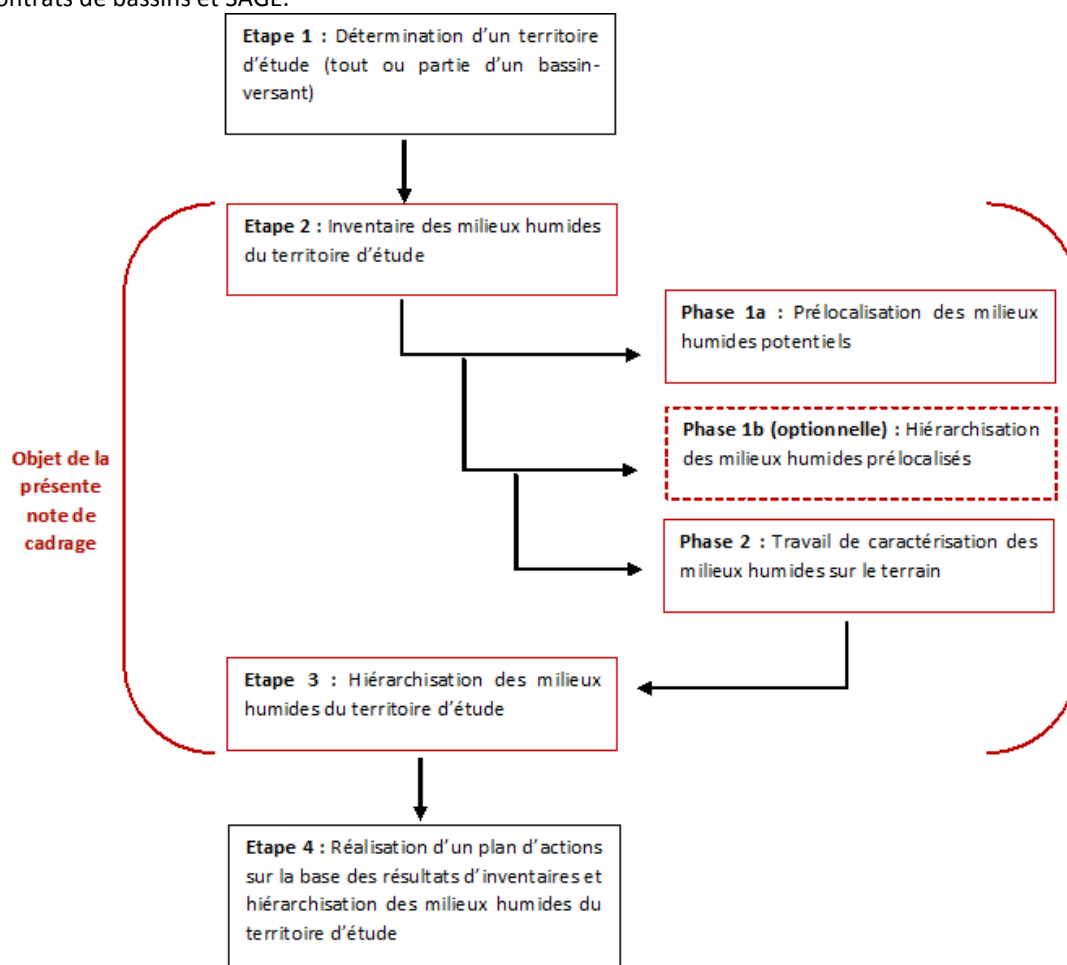 ontrats de bassins et SAGE.
Etape 1 : Détermination d'un territoire
d'étude (tout ou partie d'un bassin-
versant)
Etape 2 : Inventaire des milieux humides
du territoire d'étude
Phase 1a : Prélocalisation des milieux
humides potentiels
Phase 1b (optionnelle) : Hiérarchisation
des milieux humides prélocalisés
Objet de la
présente
note de
cadrage
Phase 2 : Travail de caractérisation des
milieux humides sur le terrain
Etape 3 : Hiérarchisation des milieux
humides du territoire d'étude
Etape 4 : Réalisation d'un plan d'actions
sur la base des résultats d'inventaires et
hiérarchisation des milieux humides du
territoire d'étude